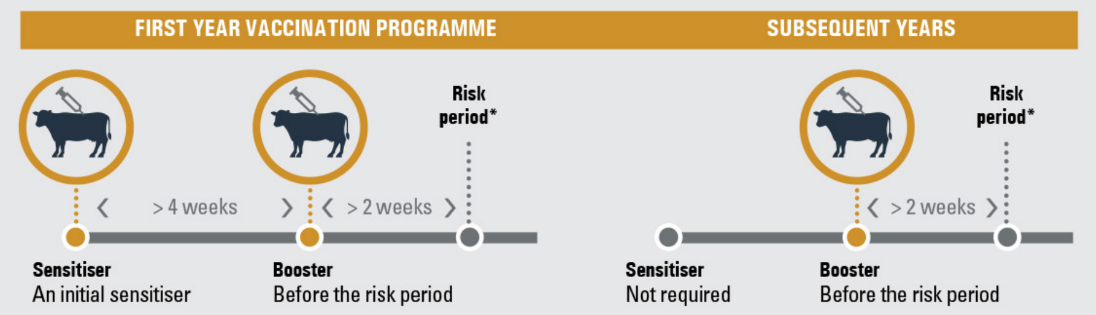 FIRST YEAR VACCINATION PROGRAMME
SUBSEQUENT YEARS
Risk
period*
> 4 weeks
> 2 weeks
Sensitiser
An initial sensitiser
Booster
Before the risk period
Risk
period*
> 2 weeks
Sensitiser
Not required
Booster
Before the risk period